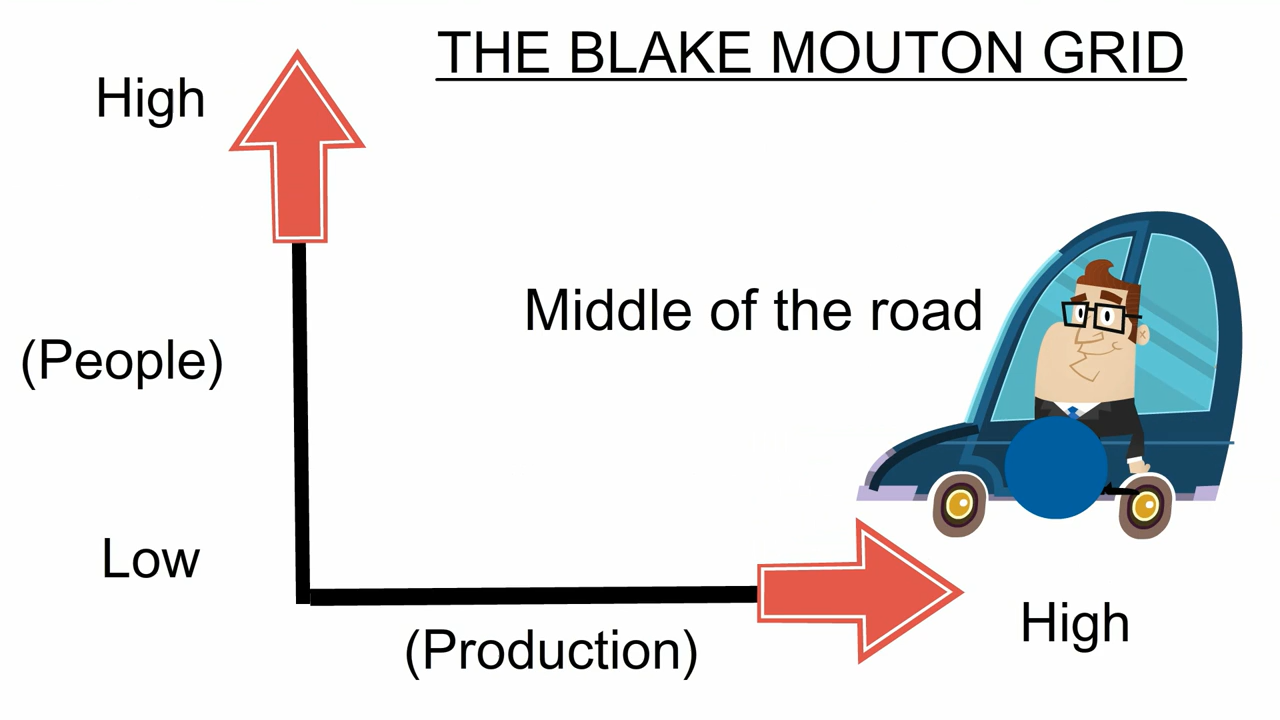 THE BLAKE MOUTON GRID
High
Middle of the road
(People)
Low
High
(Production)